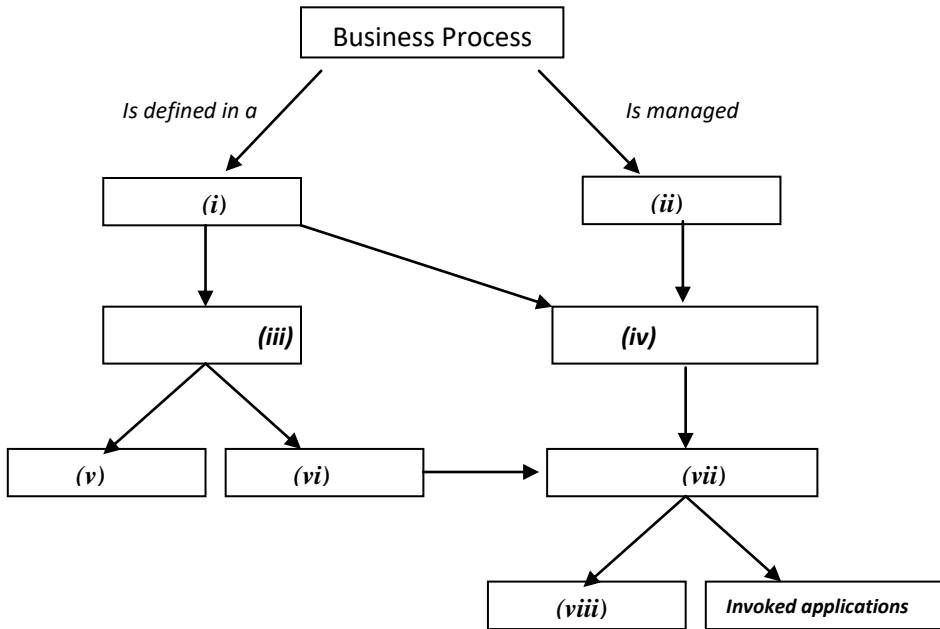 Business Process
Is defined in a
Is managed
(i)
(ii)
(iii)
(iv)
(v)
(vi)
(vii)
(viii)
Invoked applications